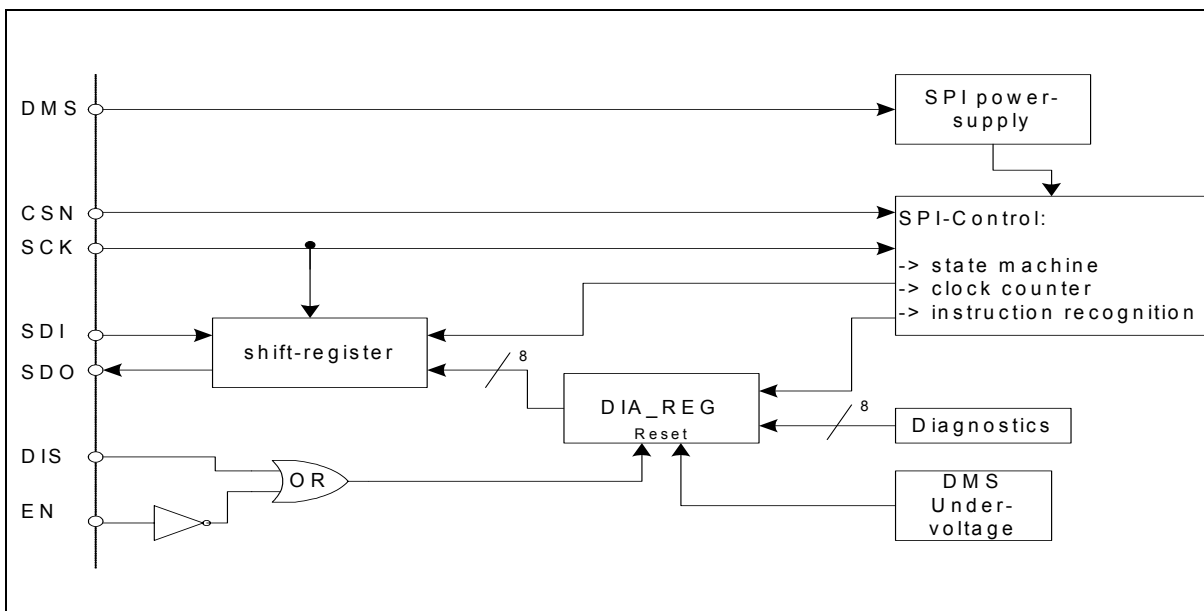 DMS
SPI power-
supply
CSN
SCK
SPI-Control:
-> state machine
-> clock counter
-> instruction recognition
SDI
SDO
shift-register
8
DIA_REG
Reset
8
Diagnostics
DIS
EN
OR
DMS
Under-
voltage